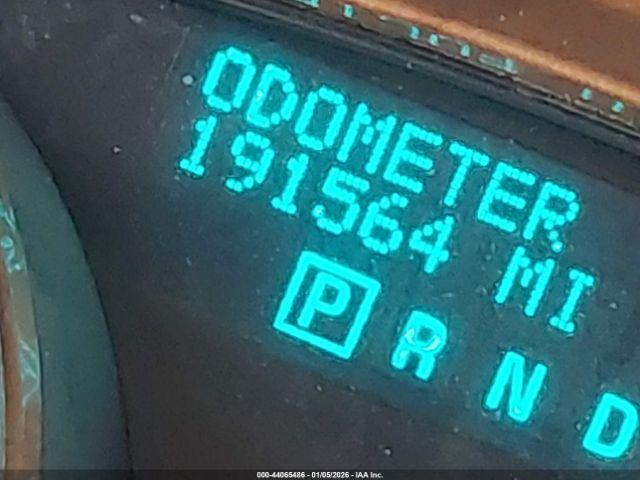 ODOMETER
191564 MI
P R N D
000-44065486 - 01/05/2026 - IAA Inc.